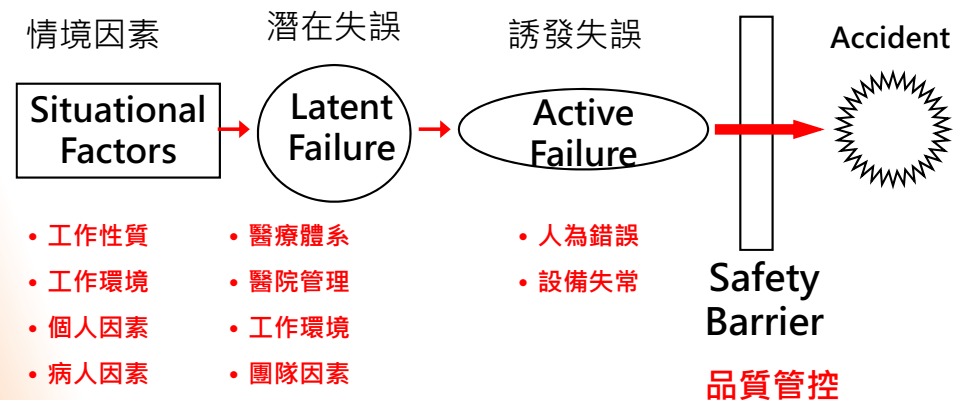 情境因素
潛在失誤
誘發失誤
Accident
Situational
Factors
Latent
Failure
Active
Failure
• 工作性質
• 工作環境
• 個人因素
• 病人因素
• 醫療體系
• 醫院管理
• 工作環境
• 團隊因素
• 人為錯誤
• 設備失常
Safety
Barrier
品質管控